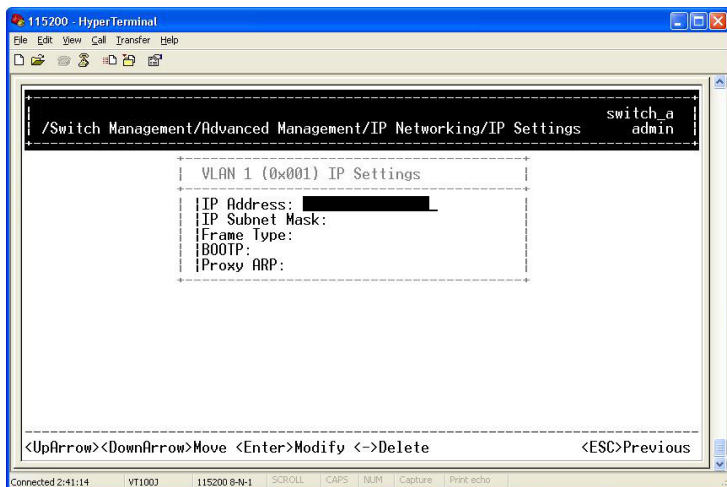 115200 - HyperTerminal
File Edit View Call Transfer Help
switch_a
/Switch Management/Advanced Management/IP Networking/IP Settings admin
VLAN 1 (0x001) IP Settings
IP Address:
IP Subnet Mask:
Frame Type:
BOOTP:
Proxy ARP:
<UpArrow><DownArrow>Move <Enter>Modify <->Delete <ESC>Previous
Connected 2:41:14 VT100J 115200 8-N-1 SCROLL CAPS NUM Capture Print echo